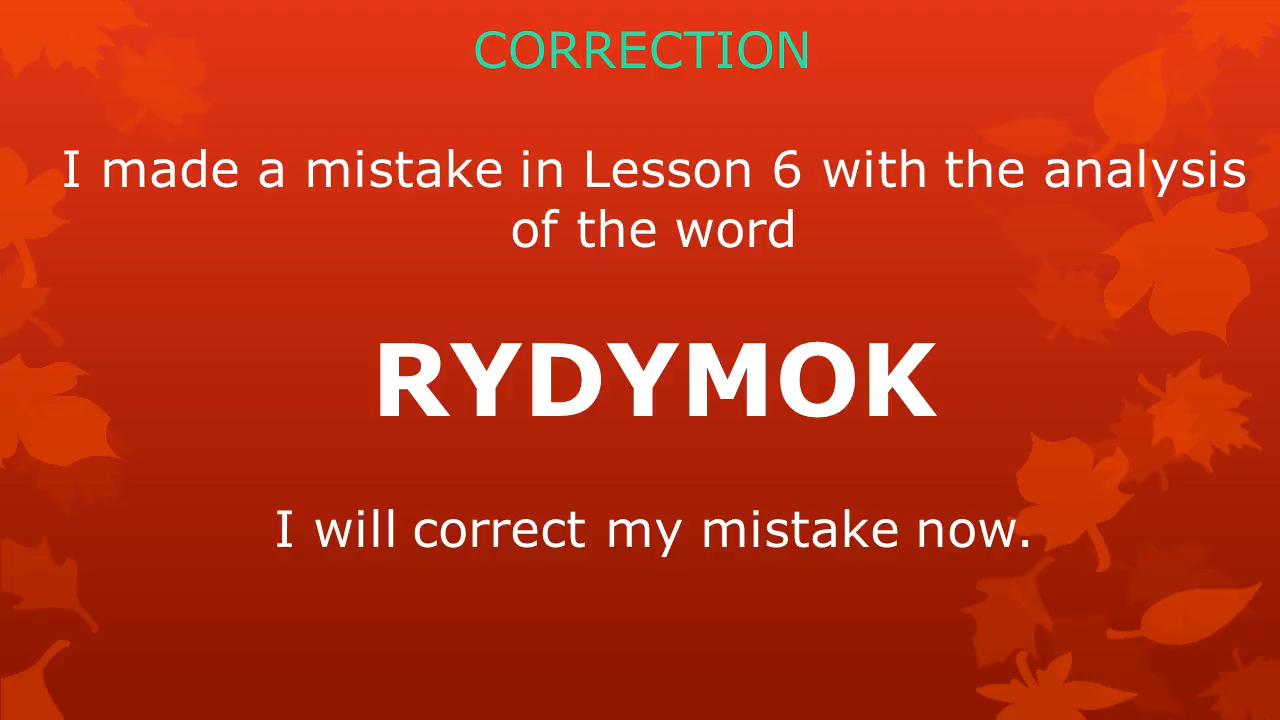 CORRECTION
I made a mistake in Lesson 6 with the analysis
of the word
RYDYMOK
I will correct my mistake now.